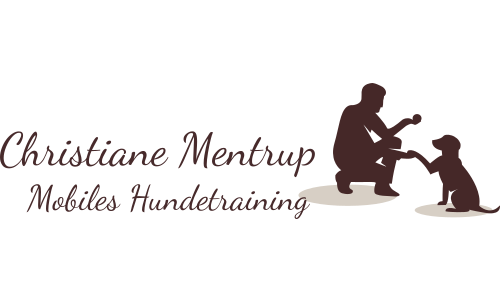 Christiane Mentrup
Mobiles Hundetraining